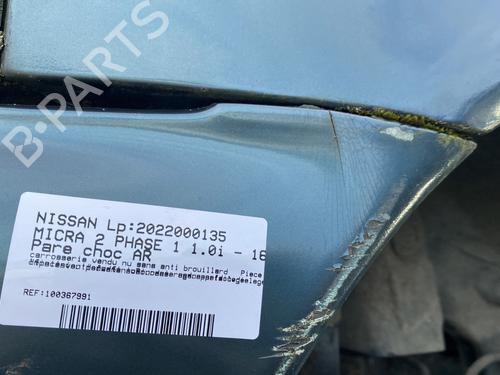 B-PARTS
NISSAN Lp:2022000135
MICRA 2 PHASE 1 1.0i - 16
Pare choc AR
carrosserie vendu nu sans anti brouillard Piece
REF:100367991